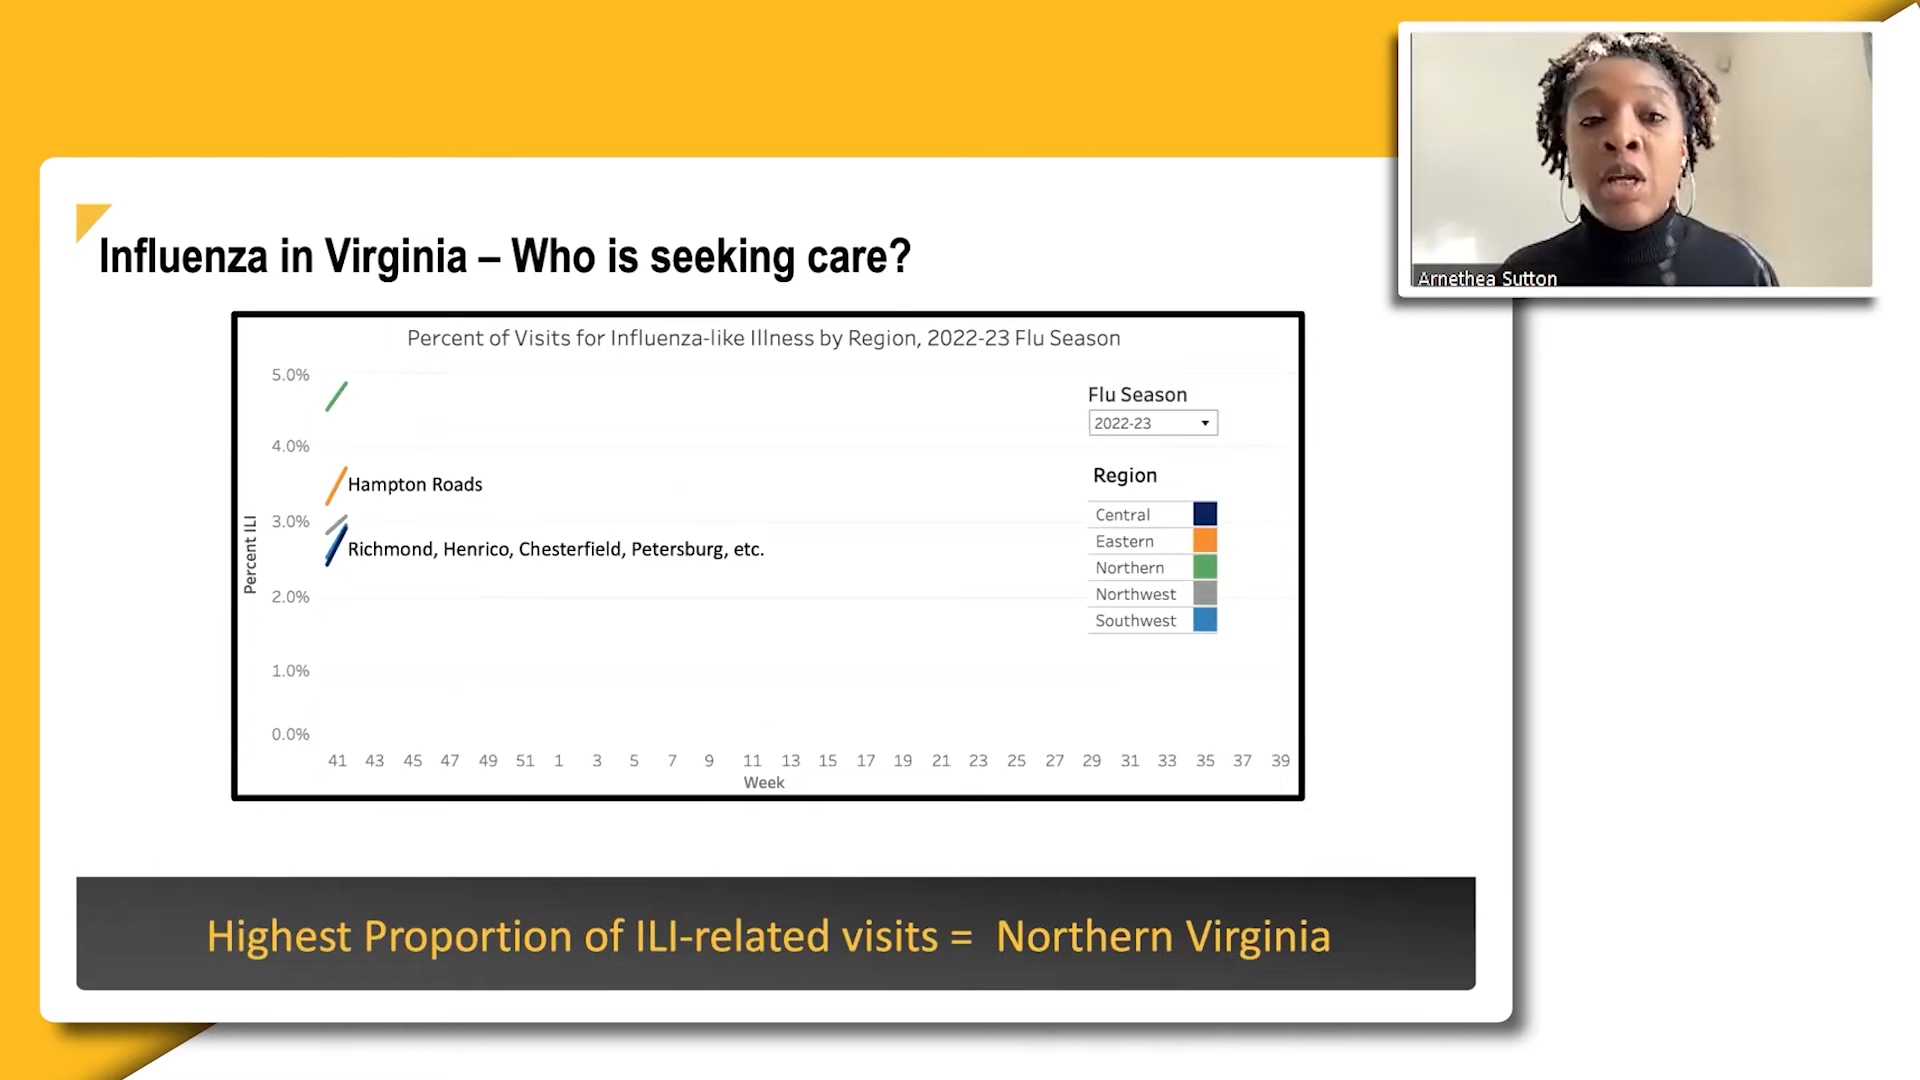 Arnethea Sutton
Influenza in Virginia – Who is seeking care?
Percent of Visits for Influenza-like Illness by Region, 2022-23 Flu Season
5.0%
4.0%
3.0%
2.0%
1.0%
0.0%
Percent ILI
Hampton Roads
Richmond, Henrico, Chesterfield, Petersburg, etc.
Flu Season
2022-23
Region
Central
Eastern
Northern
Northwest
Southwest
41 43 45 47 49 51 1 3 5 7 9 11 13 15 17 19 21 23 25 27 29 31 33 35 37 39
Week
Highest Proportion of ILI-related visits = Northern Virginia